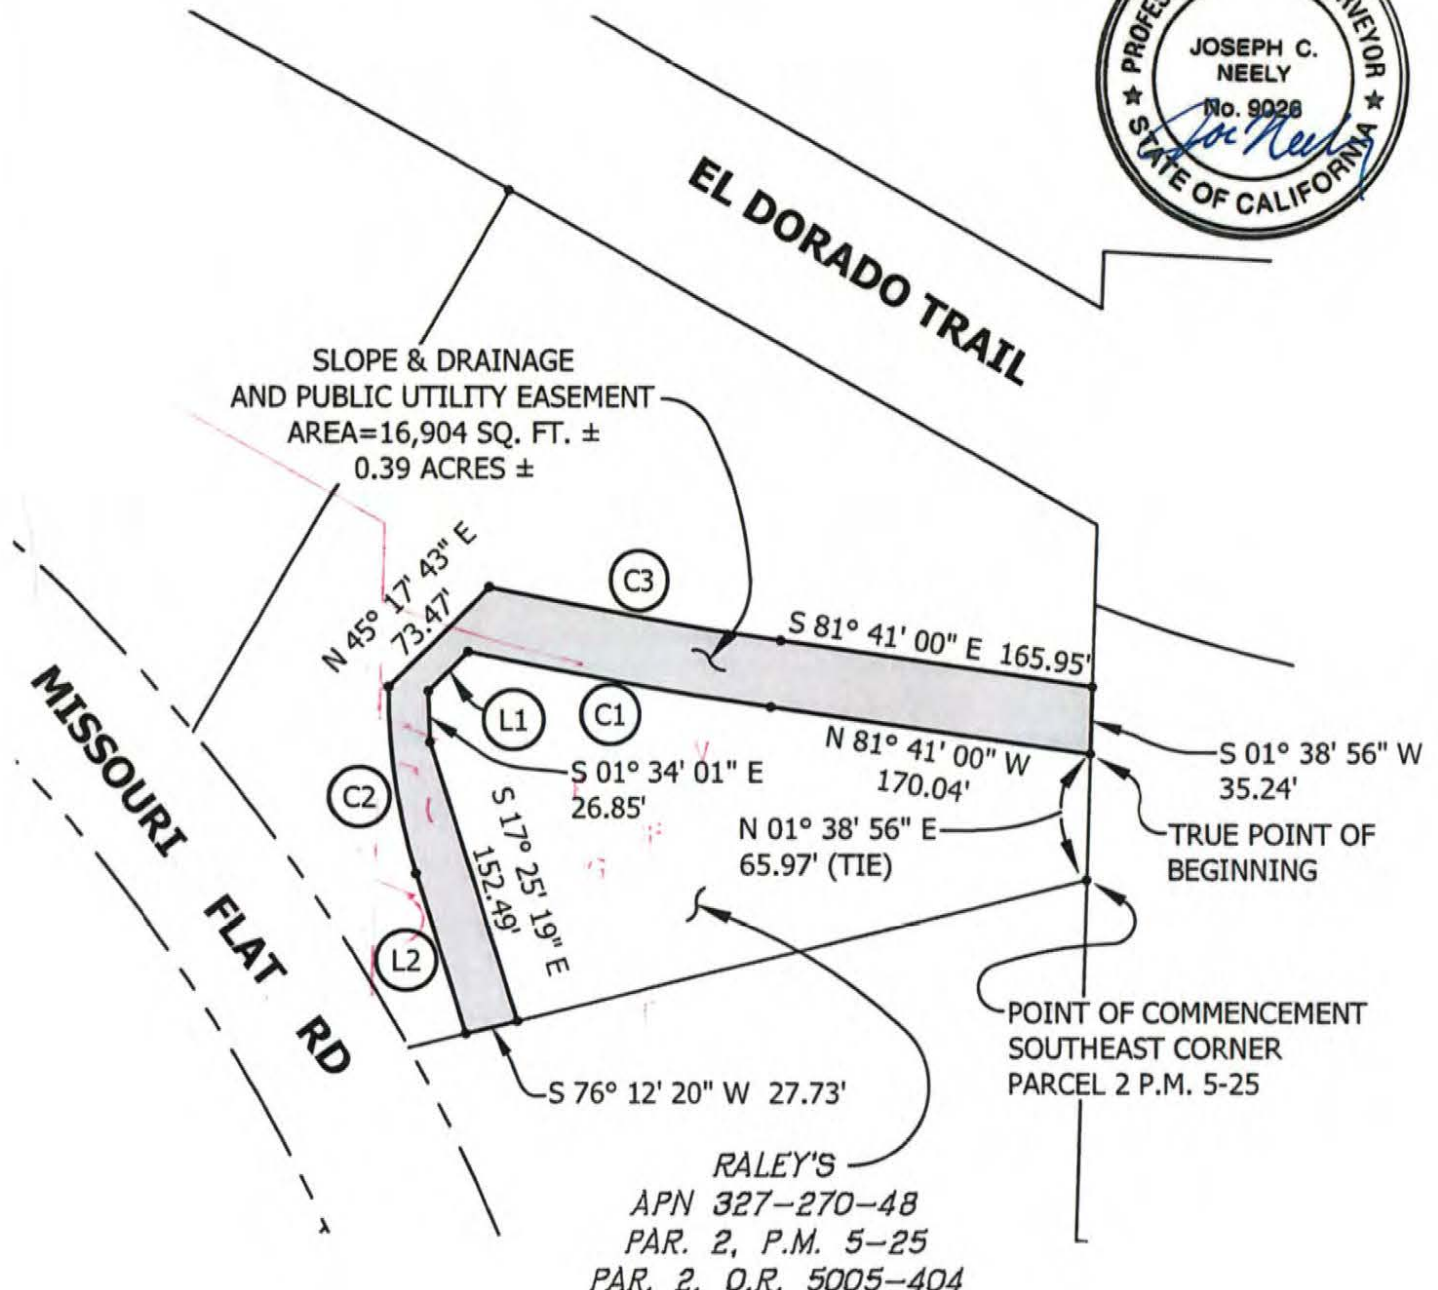 JOSEPH C.
NEELY
No. 9026
STATE OF CALIFORNIA
EL DORADO TRAIL
SLOPE & DRAINAGE
AND PUBLIC UTILITY EASEMENT
AREA=16,904 SQ. FT. ±
0.39 ACRES ±
N 45° 17' 43" E
73.47'
C3
S 81° 41' 00" E 165.95'
MISSOURI FLAT RD
L1
C1
N 81° 41' 00" W
170.04'
S 01° 38' 56" W
35.24'
S 01° 34' 01" E
26.85'
C2
S 17° 25' 19" E
152.49'
N 01° 38' 56" E
65.97' (TIE)
TRUE POINT OF
BEGINNING
L2
POINT OF COMMENCEMENT
SOUTHEAST CORNER
PARCEL 2 P.M. 5-25
S 76° 12' 20" W 27.73'
RALEY'S
APN 327-270-48
PAR. 2, P.M. 5-25
PAR. 2, O.R. 5005-404